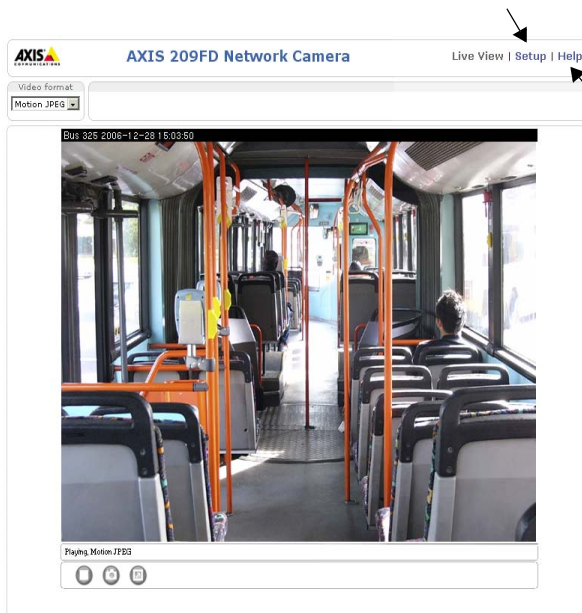 AXIS
COMMUNICATIONS
AXIS 209FD Network Camera
Live View | Setup | Help
Video format
Motion JPEG
Bus 325 2006-12-28 15:03:50
Playing, Motion JPEG